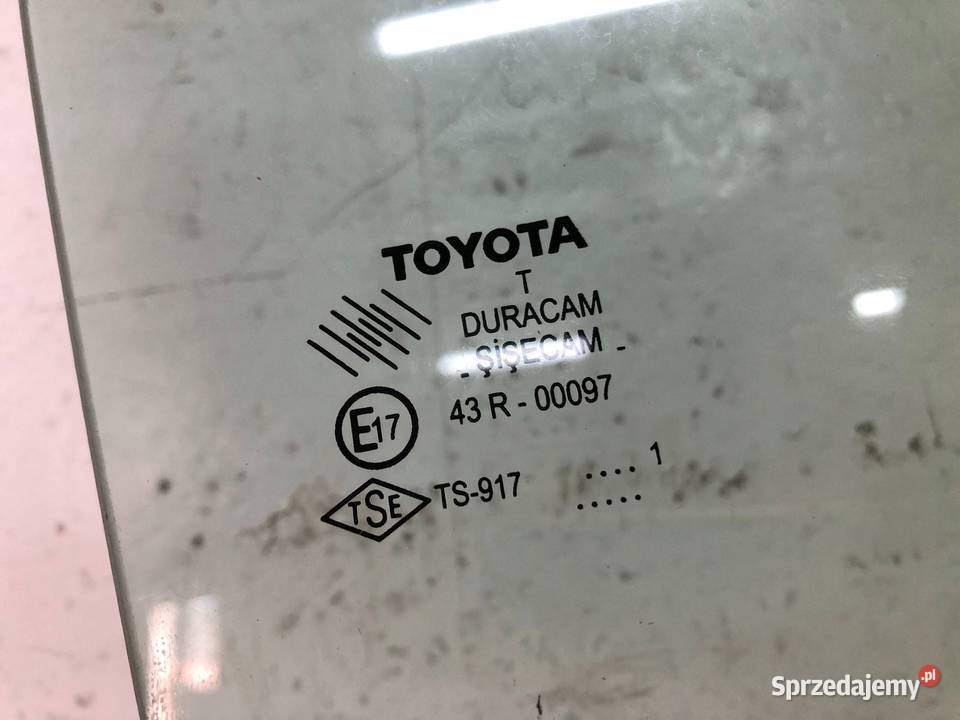 TOYOTA
T
DURACAM
- ŞİŞECAM -
E17 43 R - 00097
TSE TS-917 .... 1
.....
Sprzedajemy.pl